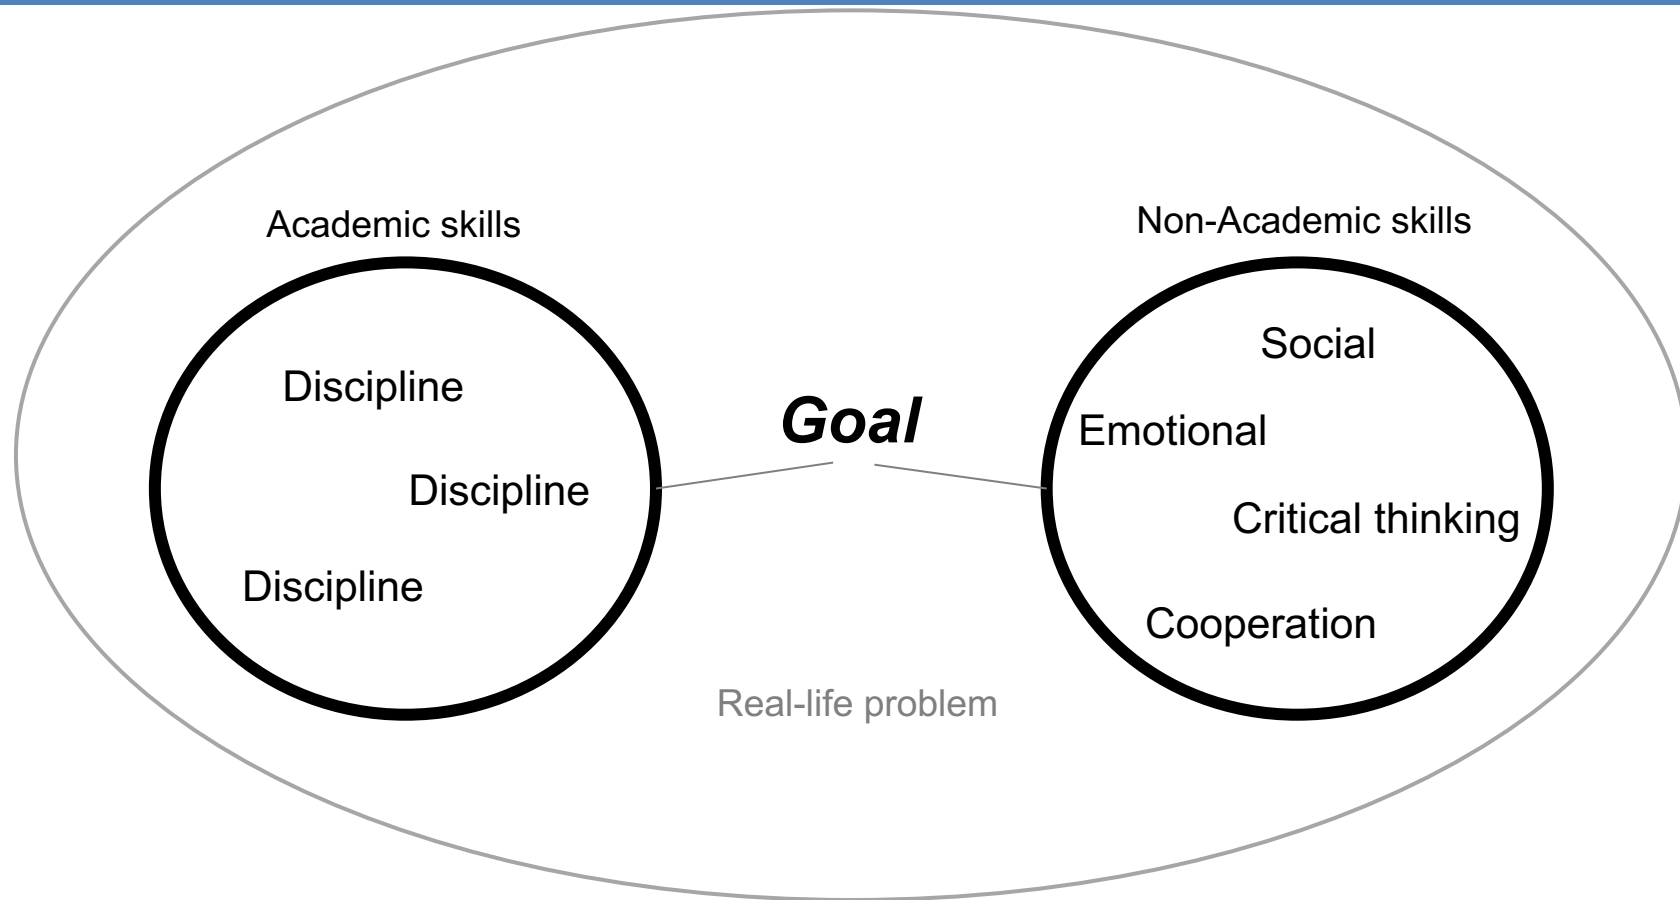 Academic skills
Discipline
Discipline
Discipline
Goal
Real-life problem
Non-Academic skills
Social
Emotional
Critical thinking
Cooperation